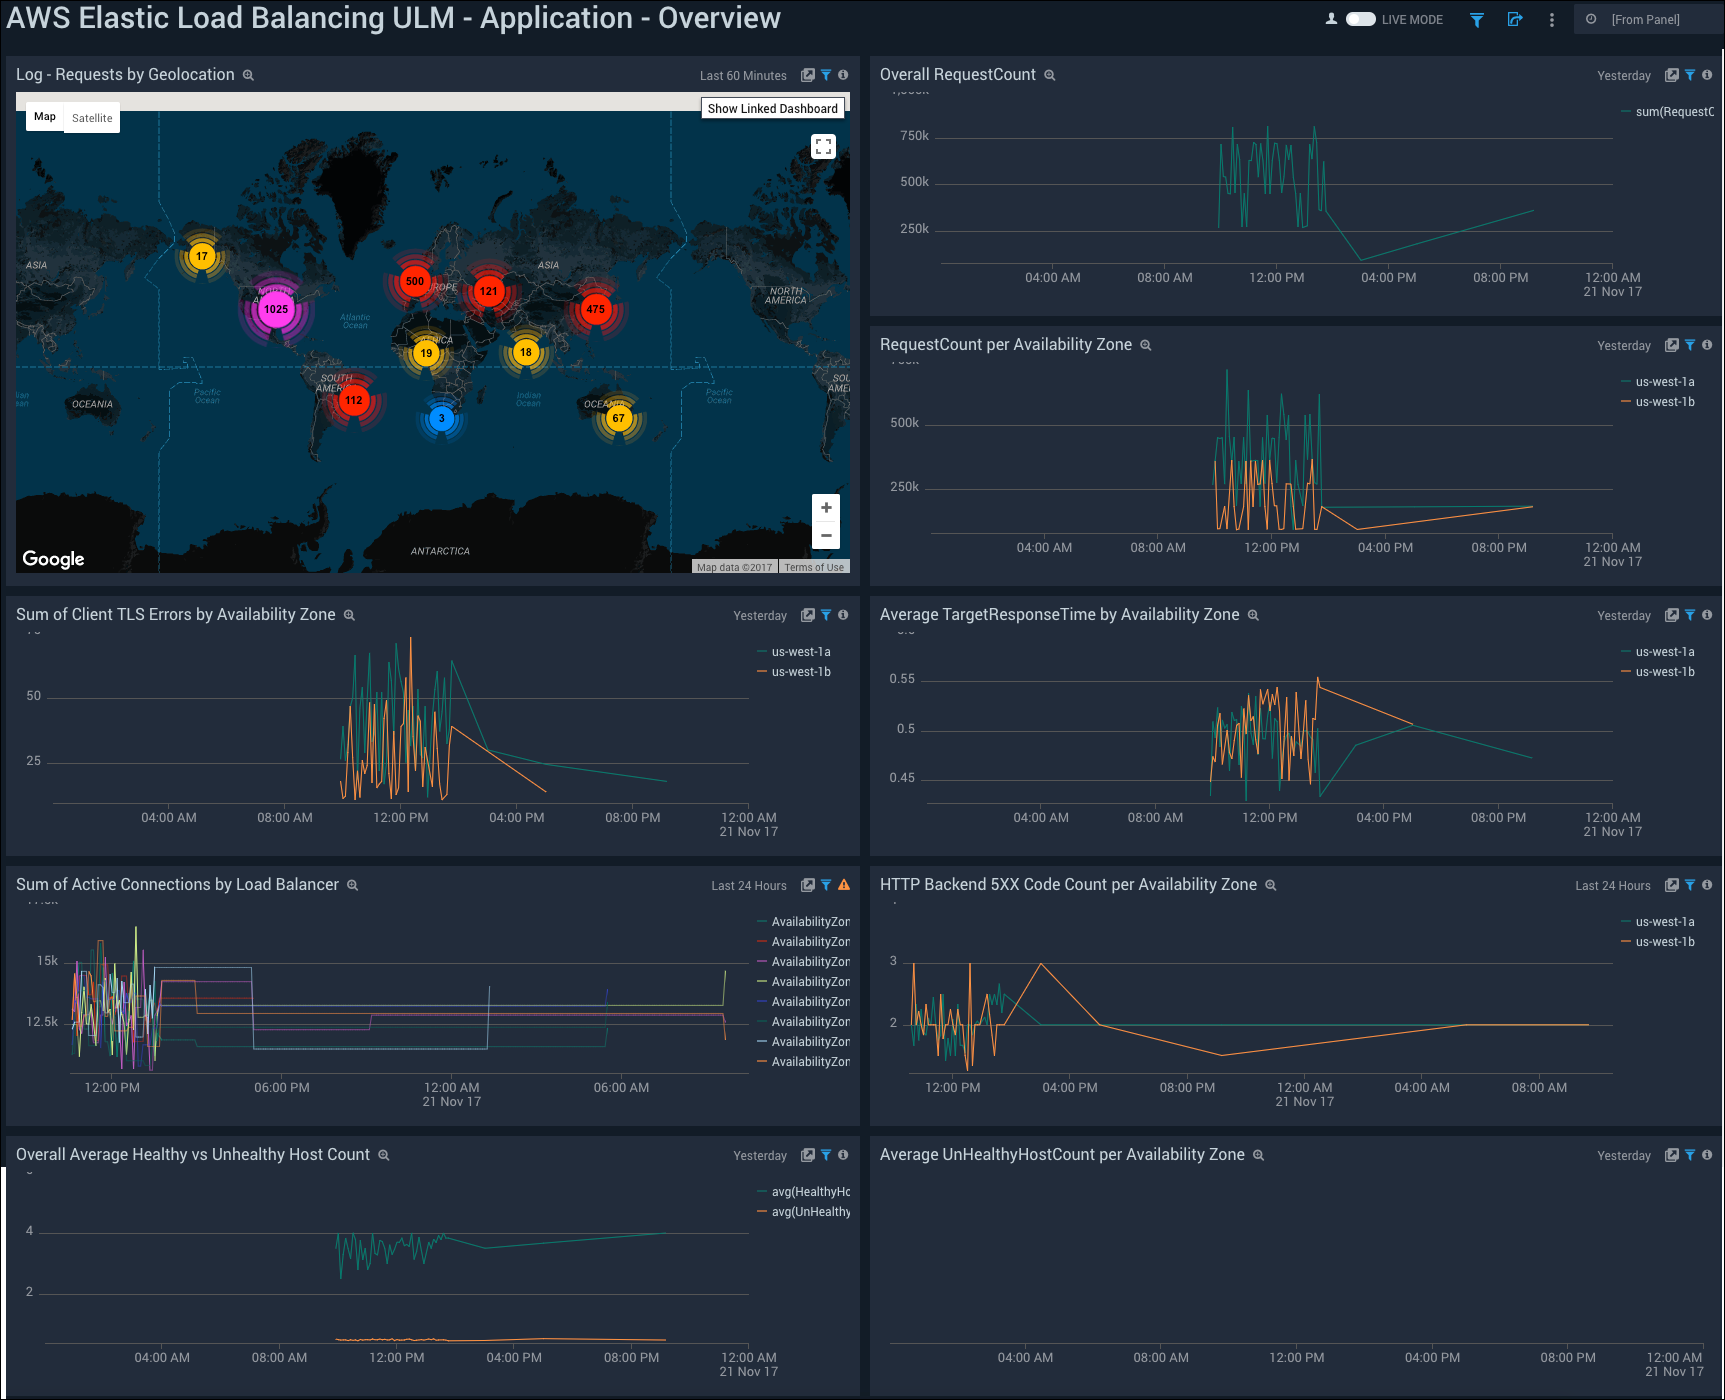 AWS Elastic Load Balancing ULM - Application - Overview
LIVE MODE
[From Panel]
Log - Requests by Geolocation
Last 60 Minutes
Map
Satellite
Show Linked Dashboard
17
1025
500
121
475
19
18
112
3
67
ASIA
Atlantic
Ocean
ASIA
NORTH
AMERICA
SOUTH
OCEANIA
Pacific
Ocean
Indian
Ocean
Pacific
Ocean
ANTARCTICA
Google
Map data ©2017
Terms of Use
Overall RequestCount
Yesterday
sum(RequestC
750k
500k
250k
04:00 AM
08:00 AM
12:00 PM
04:00 PM
08:00 PM
12:00 AM
21 Nov 17
RequestCount per Availability Zone
Yesterday
us-west-1a
us-west-1b
500k
250k
04:00 AM
08:00 AM
12:00 PM
04:00 PM
08:00 PM
12:00 AM
21 Nov 17
Sum of Client TLS Errors by Availability Zone
Yesterday
us-west-1a
us-west-1b
50
25
04:00 AM
08:00 AM
12:00 PM
04:00 PM
08:00 PM
12:00 AM
21 Nov 17
Average TargetResponseTime by Availability Zone
Yesterday
us-west-1a
us-west-1b
0.55
0.5
0.45
04:00 AM
08:00 AM
12:00 PM
04:00 PM
08:00 PM
12:00 AM
21 Nov 17
Sum of Active Connections by Load Balancer
Last 24 Hours
AvailabilityZon
AvailabilityZon
AvailabilityZon
AvailabilityZon
AvailabilityZon
AvailabilityZon
AvailabilityZon
AvailabilityZon
15k
12.5k
12:00 PM
06:00 PM
12:00 AM
21 Nov 17
06:00 AM
HTTP Backend 5XX Code Count per Availability Zone
Last 24 Hours
us-west-1a
us-west-1b
3
2
12:00 PM
04:00 PM
08:00 PM
12:00 AM
21 Nov 17
04:00 AM
08:00 AM
Overall Average Healthy vs Unhealthy Host Count
Yesterday
avg(HealthyHo
avg(UnHealthy
4
2
04:00 AM
08:00 AM
12:00 PM
04:00 PM
08:00 PM
12:00 AM
21 Nov 17
Average UnHealthyHostCount per Availability Zone
Yesterday
04:00 AM
08:00 AM
12:00 PM
04:00 PM
08:00 PM
12:00 AM
21 Nov 17